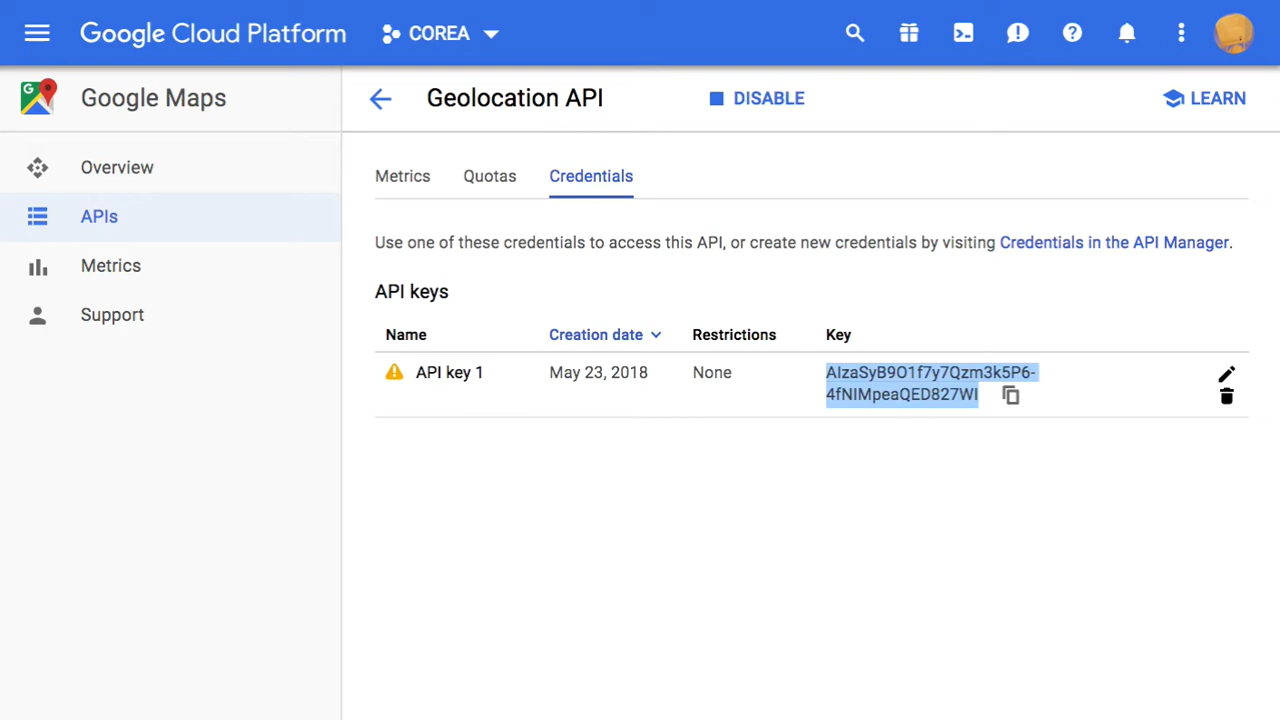 Google Cloud Platform
COREA
Google Maps
Overview
APIs
Metrics
Support
Geolocation API
DISABLE
LEARN
Metrics
Quotas
Credentials
Use one of these credentials to access this API, or create new credentials by visiting Credentials in the API Manager.
API keys
Name Creation date Restrictions Key
API key 1 May 23, 2018 None AIzaSyB9O1f7y7Qzm3k5P6-
4fNIMpeaQED827WI